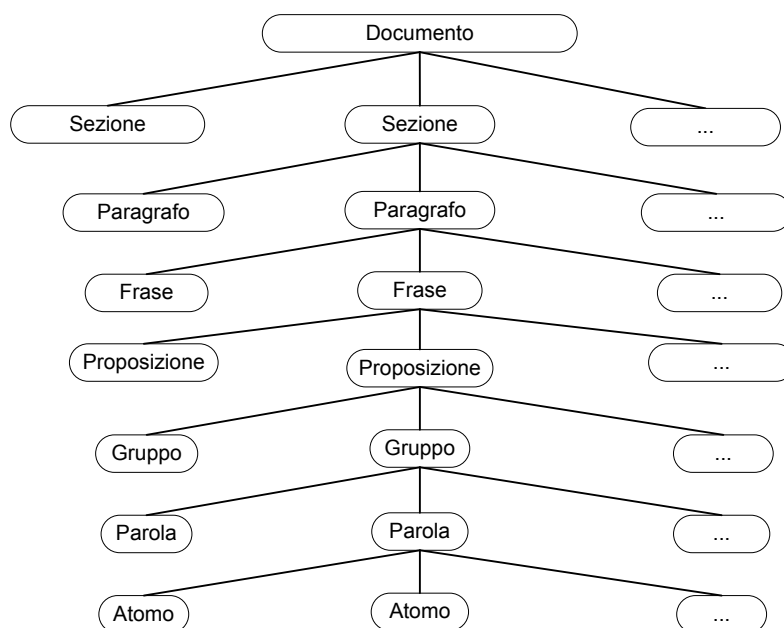 Documento
Sezione Sezione ...
Paragrafo Paragrafo ...
Frase Frase ...
Proposizione Proposizione ...
Gruppo Gruppo ...
Parola Parola ...
Atomo Atomo ...